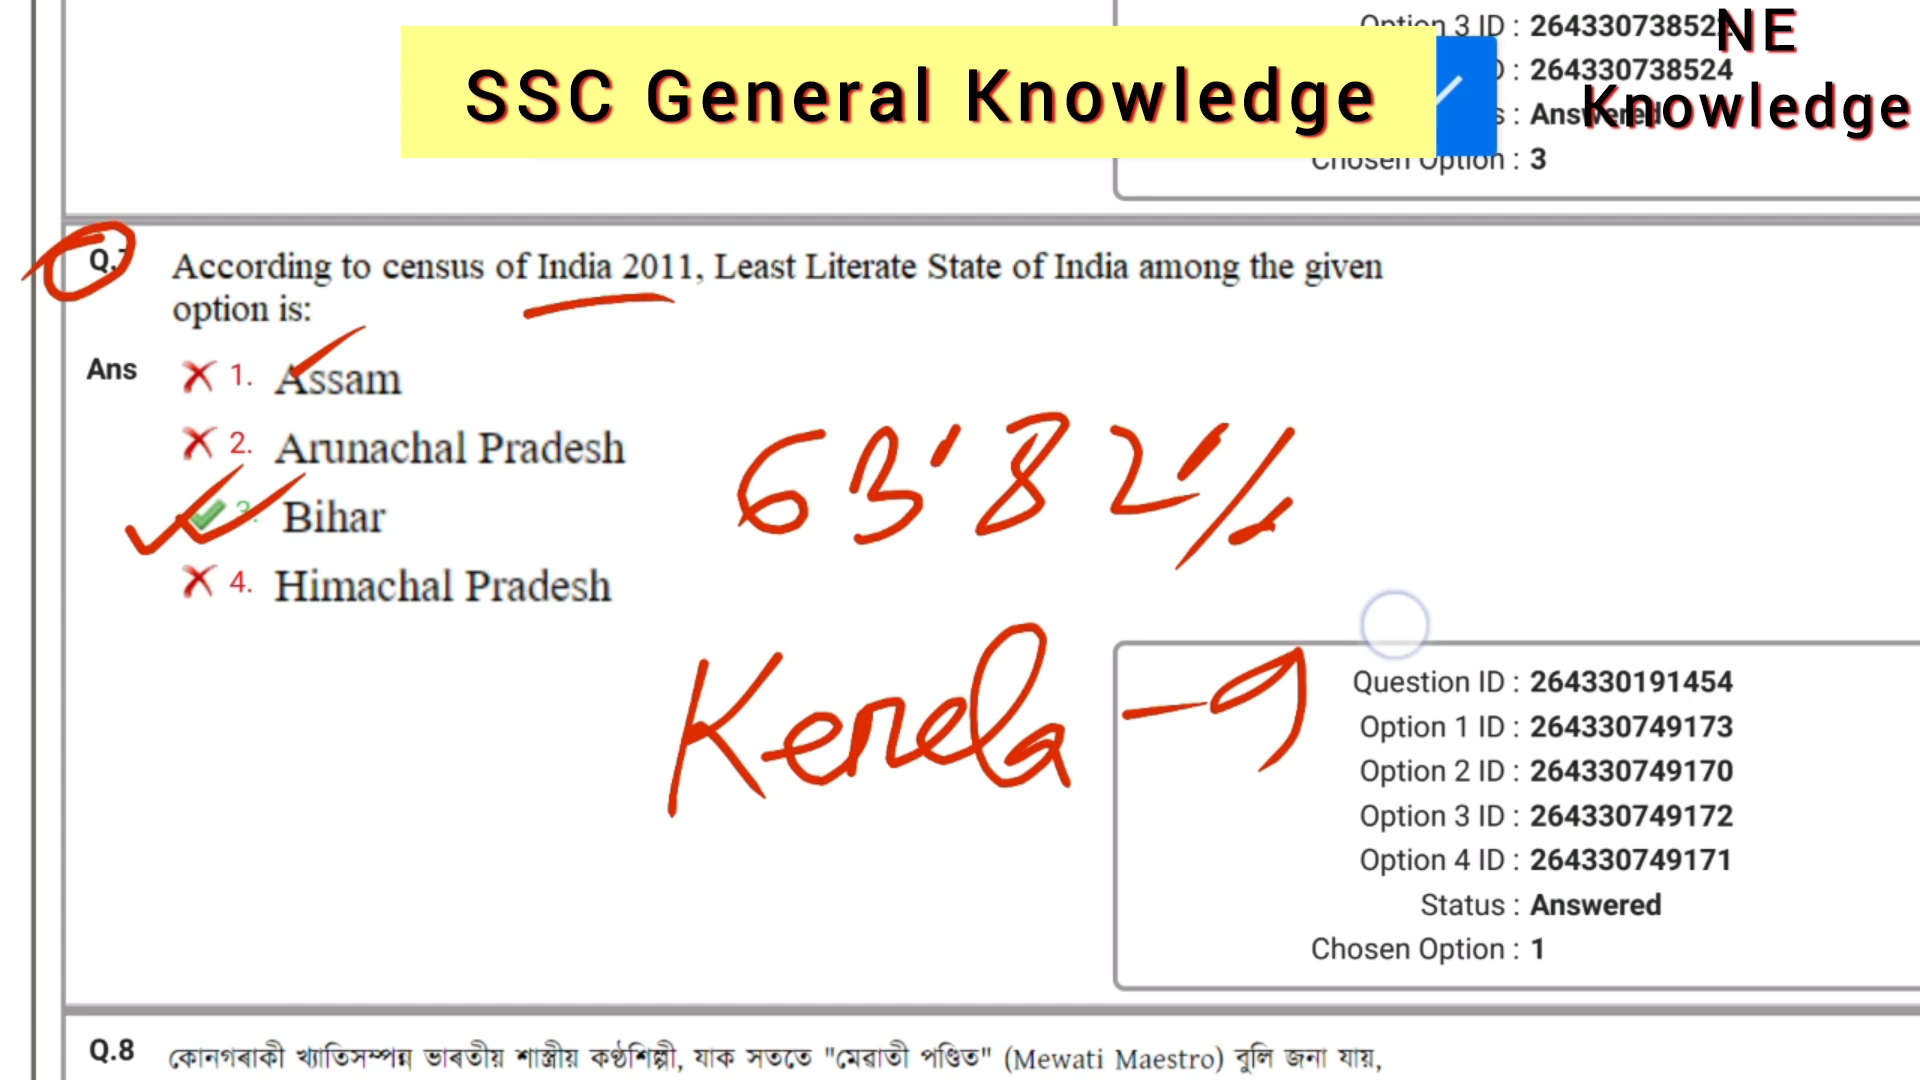 Option 3 ID : 264330738522
NE
SSC General Knowledge
: 264330738524
Knowledge
: Answered
Chosen Option : 3
Q.7 According to census of India 2011, Least Literate State of India among the given
option is:
Ans
1. Assam
2. Arunachal Pradesh
3. Bihar
4. Himachal Pradesh
63.82%
Kerela - 9
Question ID : 264330191454
Option 1 ID : 264330749173
Option 2 ID : 264330749170
Option 3 ID : 264330749172
Option 4 ID : 264330749171
Status : Answered
Chosen Option : 1
Q.8 কোনগৰাকী খ্যাতিসম্পন্ন ভাৰতীয় শাস্ত্ৰীয় কণ্ঠশিল্পী, যাক সততে "মেৱাতী পণ্ডিত" (Mewati Maestro) বুলি জনা যায়,